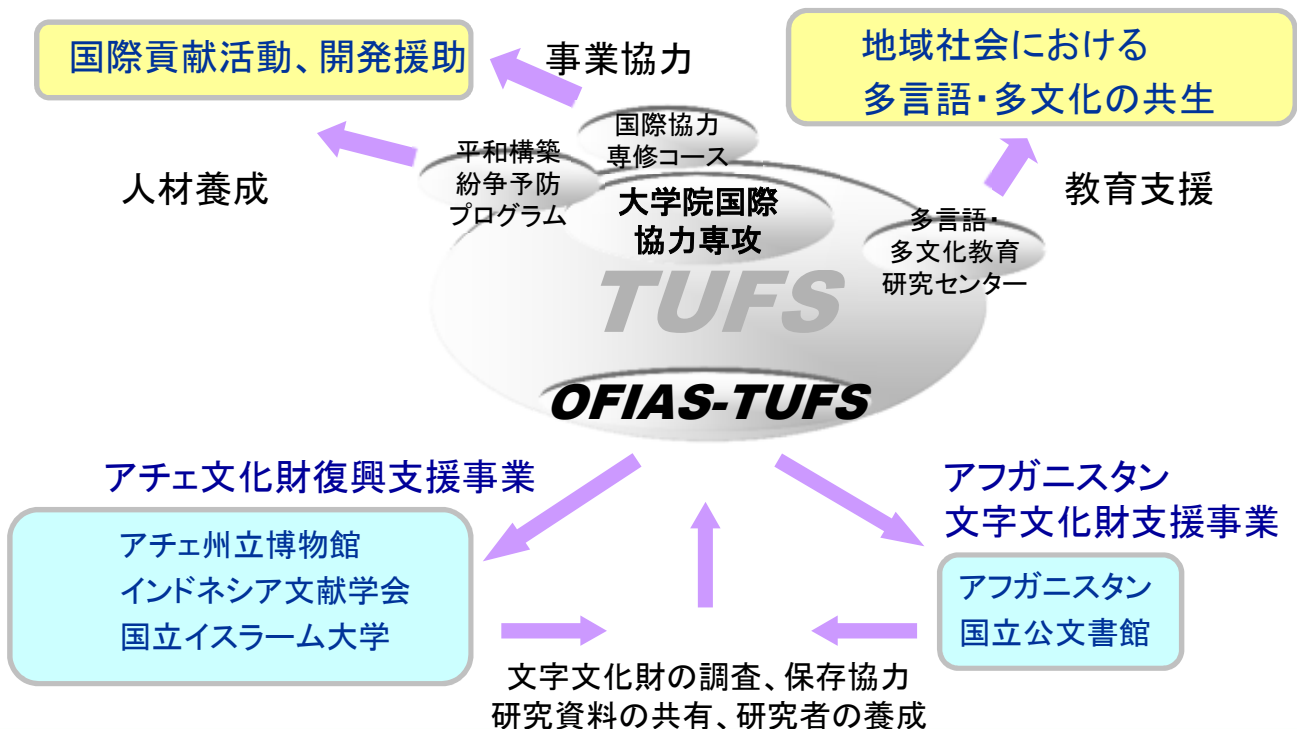 国際貢献活動、開発援助
事業協力
地域社会における
多言語・多文化の共生
国際協力
専修コース
平和構築
紛争予防
プログラム
人材養成
大学院国際
協力専攻
教育支援
多言語・
多文化教育
研究センター
TUFS
OFIAS-TUFS
アチェ文化財復興支援事業
アチェ州立博物館
インドネシア文献学会
国立イスラーム大学
アフガニスタン
文字文化財支援事業
アフガニスタン
国立公文書館
文字文化財の調査、保存協力
研究資料の共有、研究者の養成